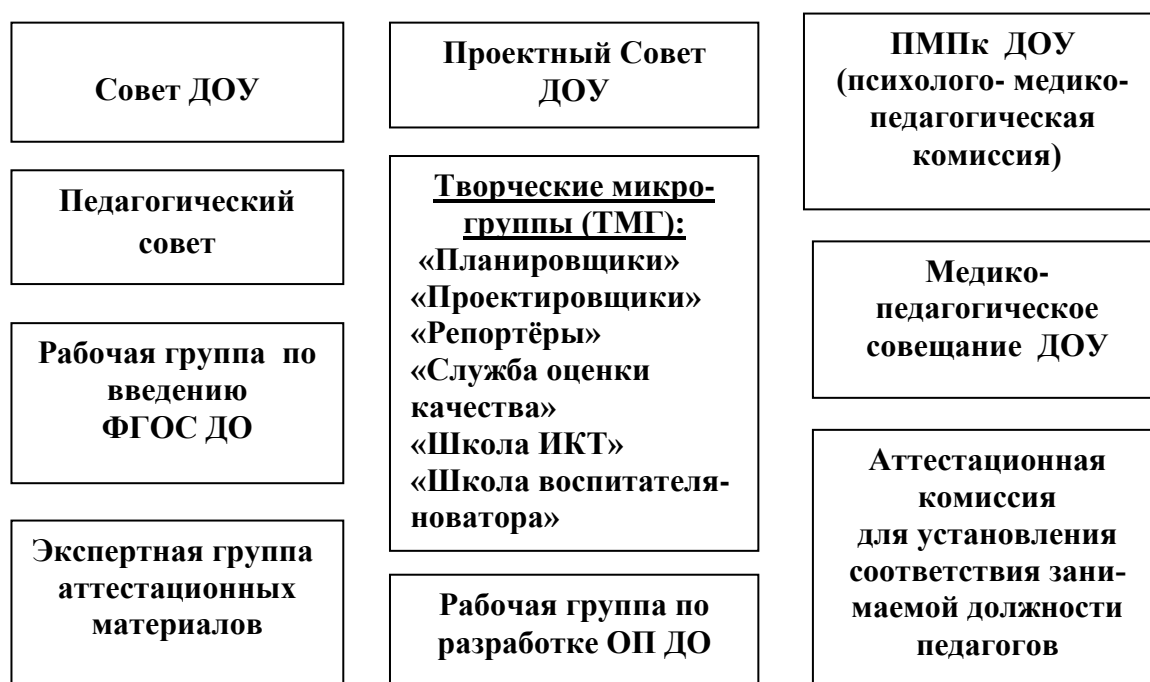 Совет ДОУ
Педагогический
совет
Рабочая группа по
введению
ФГОС ДО
Экспертная группа
аттестационных
материалов
Проектный Совет
ДОУ
Творческие микро-
группы (ТМГ):
«Планировщики»
«Проектировщики»
«Репортёры»
«Служба оценки
качества»
«Школа ИКТ»
«Школа воспитателя-
новатора»
Рабочая группа по
разработке ОП ДО
ПМПк ДОУ
(психолого- медико-
педагогическая
комиссия)
Медико-
педагогическое
совещание ДОУ
Аттестационная
комиссия
для установления
соответствия зани-
маемой должности
педагогов